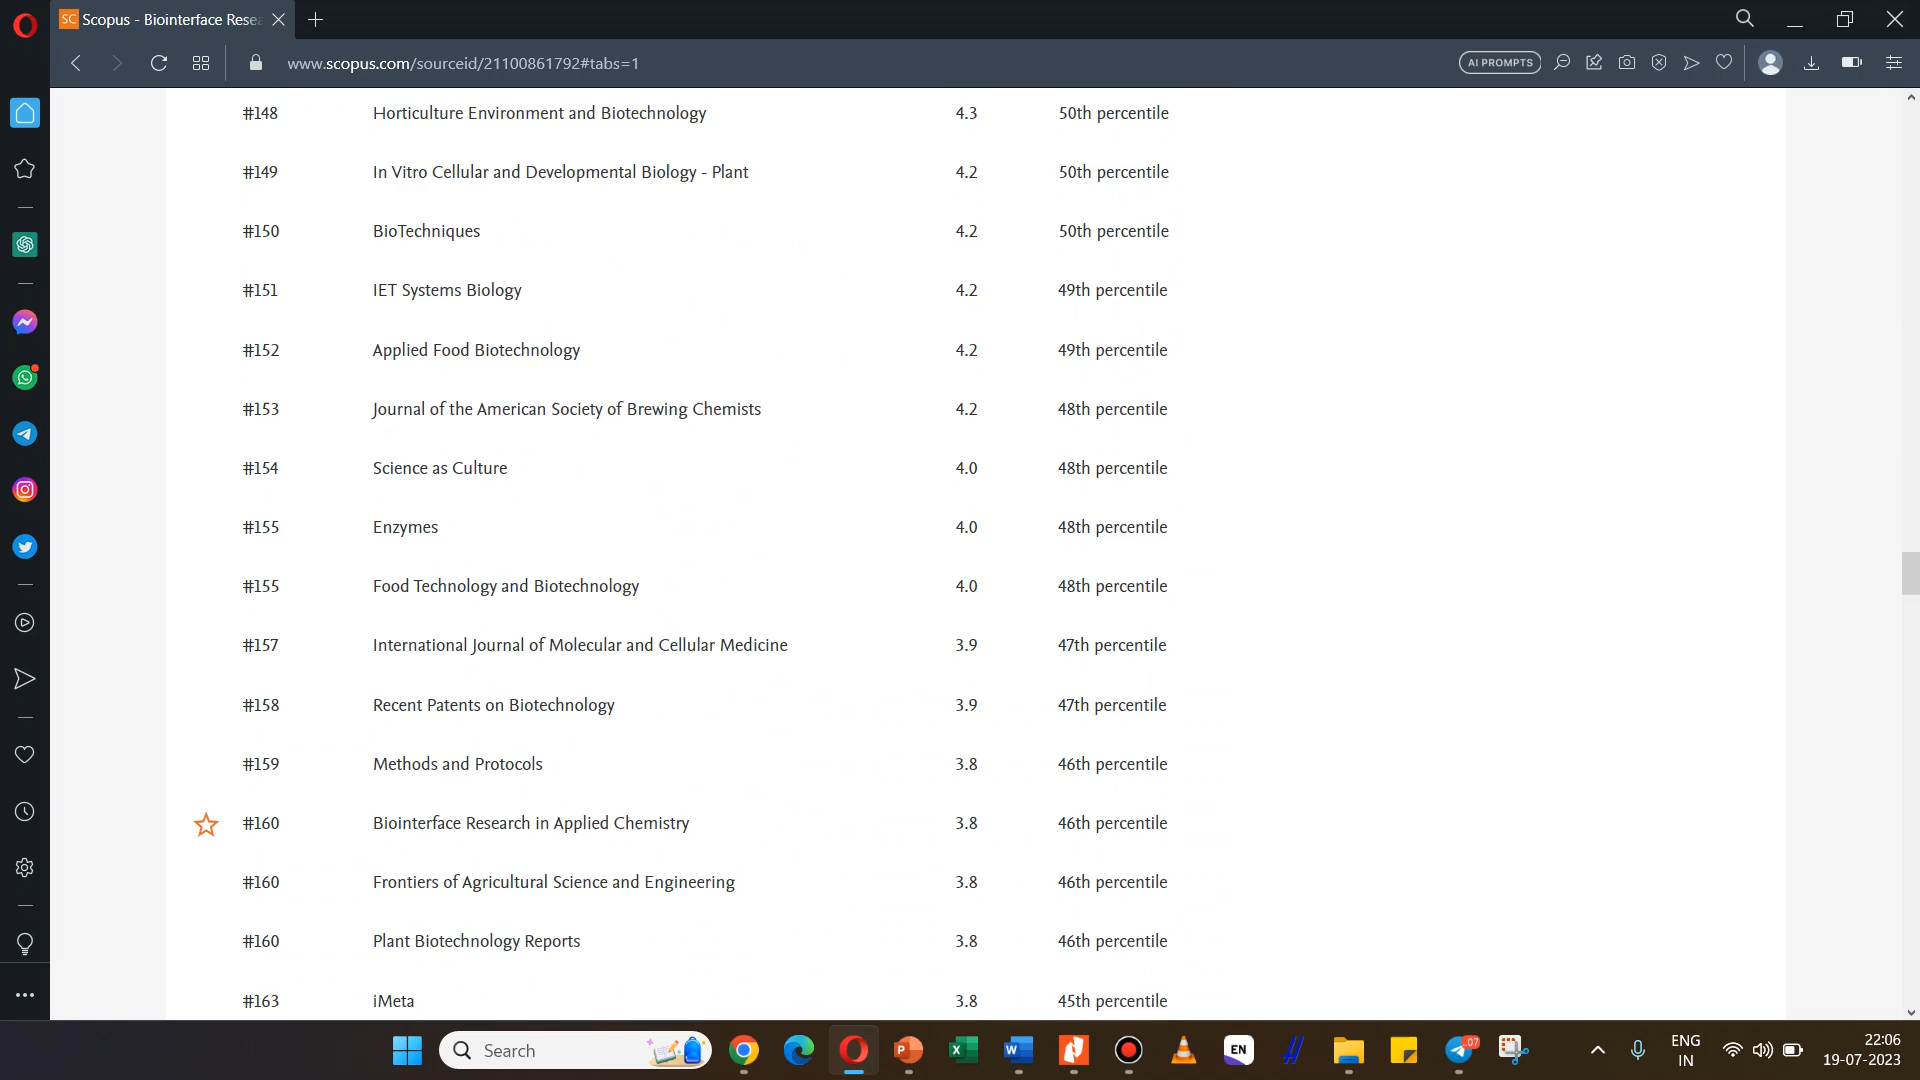 Scopus - Biointerface Resea
www.scopus.com/sourceid/21100861792#tabs=1
AI PROMPTS
#148 Horticulture Environment and Biotechnology 4.3 50th percentile
#149 In Vitro Cellular and Developmental Biology - Plant 4.2 50th percentile
#150 BioTechniques 4.2 50th percentile
#151 IET Systems Biology 4.2 49th percentile
#152 Applied Food Biotechnology 4.2 49th percentile
#153 Journal of the American Society of Brewing Chemists 4.2 48th percentile
#154 Science as Culture 4.0 48th percentile
#155 Enzymes 4.0 48th percentile
#155 Food Technology and Biotechnology 4.0 48th percentile
#157 International Journal of Molecular and Cellular Medicine 3.9 47th percentile
#158 Recent Patents on Biotechnology 3.9 47th percentile
#159 Methods and Protocols 3.8 46th percentile
#160 Biointerface Research in Applied Chemistry 3.8 46th percentile
#160 Frontiers of Agricultural Science and Engineering 3.8 46th percentile
#160 Plant Biotechnology Reports 3.8 46th percentile
#163 iMeta 3.8 45th percentile
Search
EN
.07
ENG
IN
22:06
19-07-2023